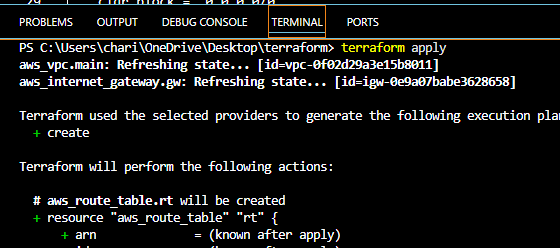 PROBLEMS OUTPUT DEBUG CONSOLE TERMINAL PORTS
PS C:\Users\chari\OneDrive\Desktop\terraform> terraform apply
aws_vpc.main: Refreshing state... [id=vpc-0f02d29a3e15b8011]
aws_internet_gateway.gw: Refreshing state... [id=igw-0e9a07babe3628658]
Terraform used the selected providers to generate the following execution plan
+ create
Terraform will perform the following actions:
# aws_route_table.rt will be created
+ resource "aws_route_table" "rt" {
+ arn = (known after apply)